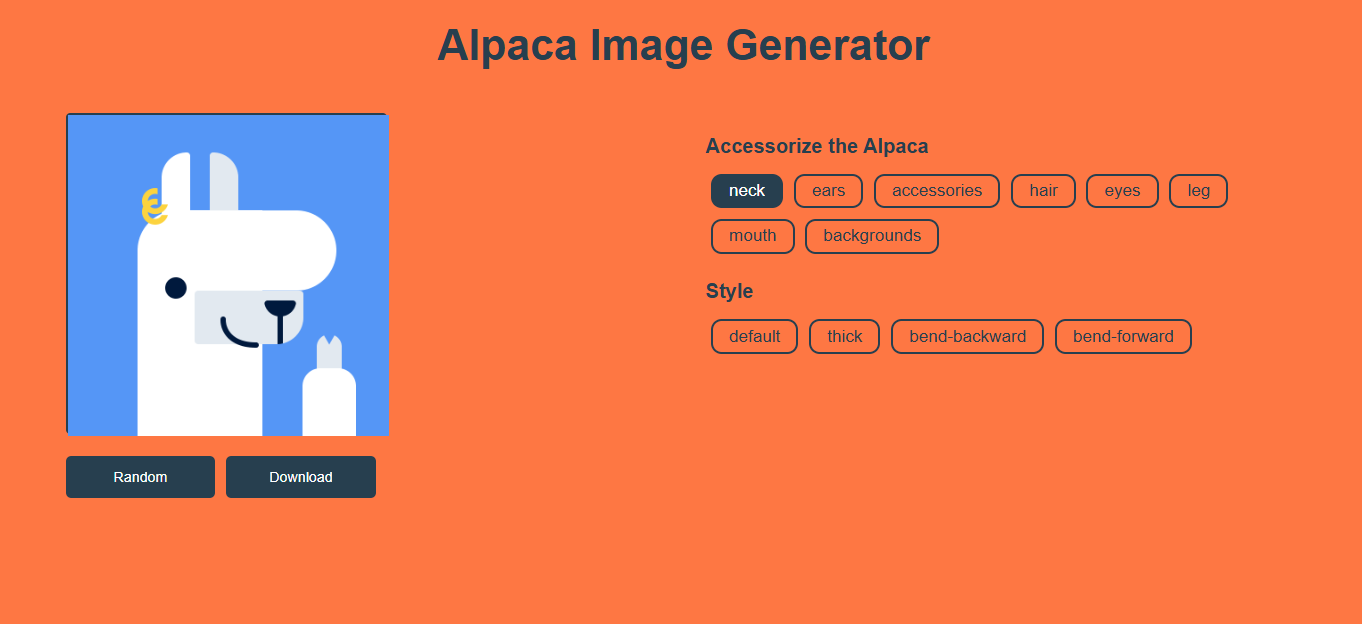 Alpaca Image Generator
Accessorize the Alpaca
neck ears accessories hair eyes leg
mouth backgrounds
Style
default thick bend-backward bend-forward
Random Download